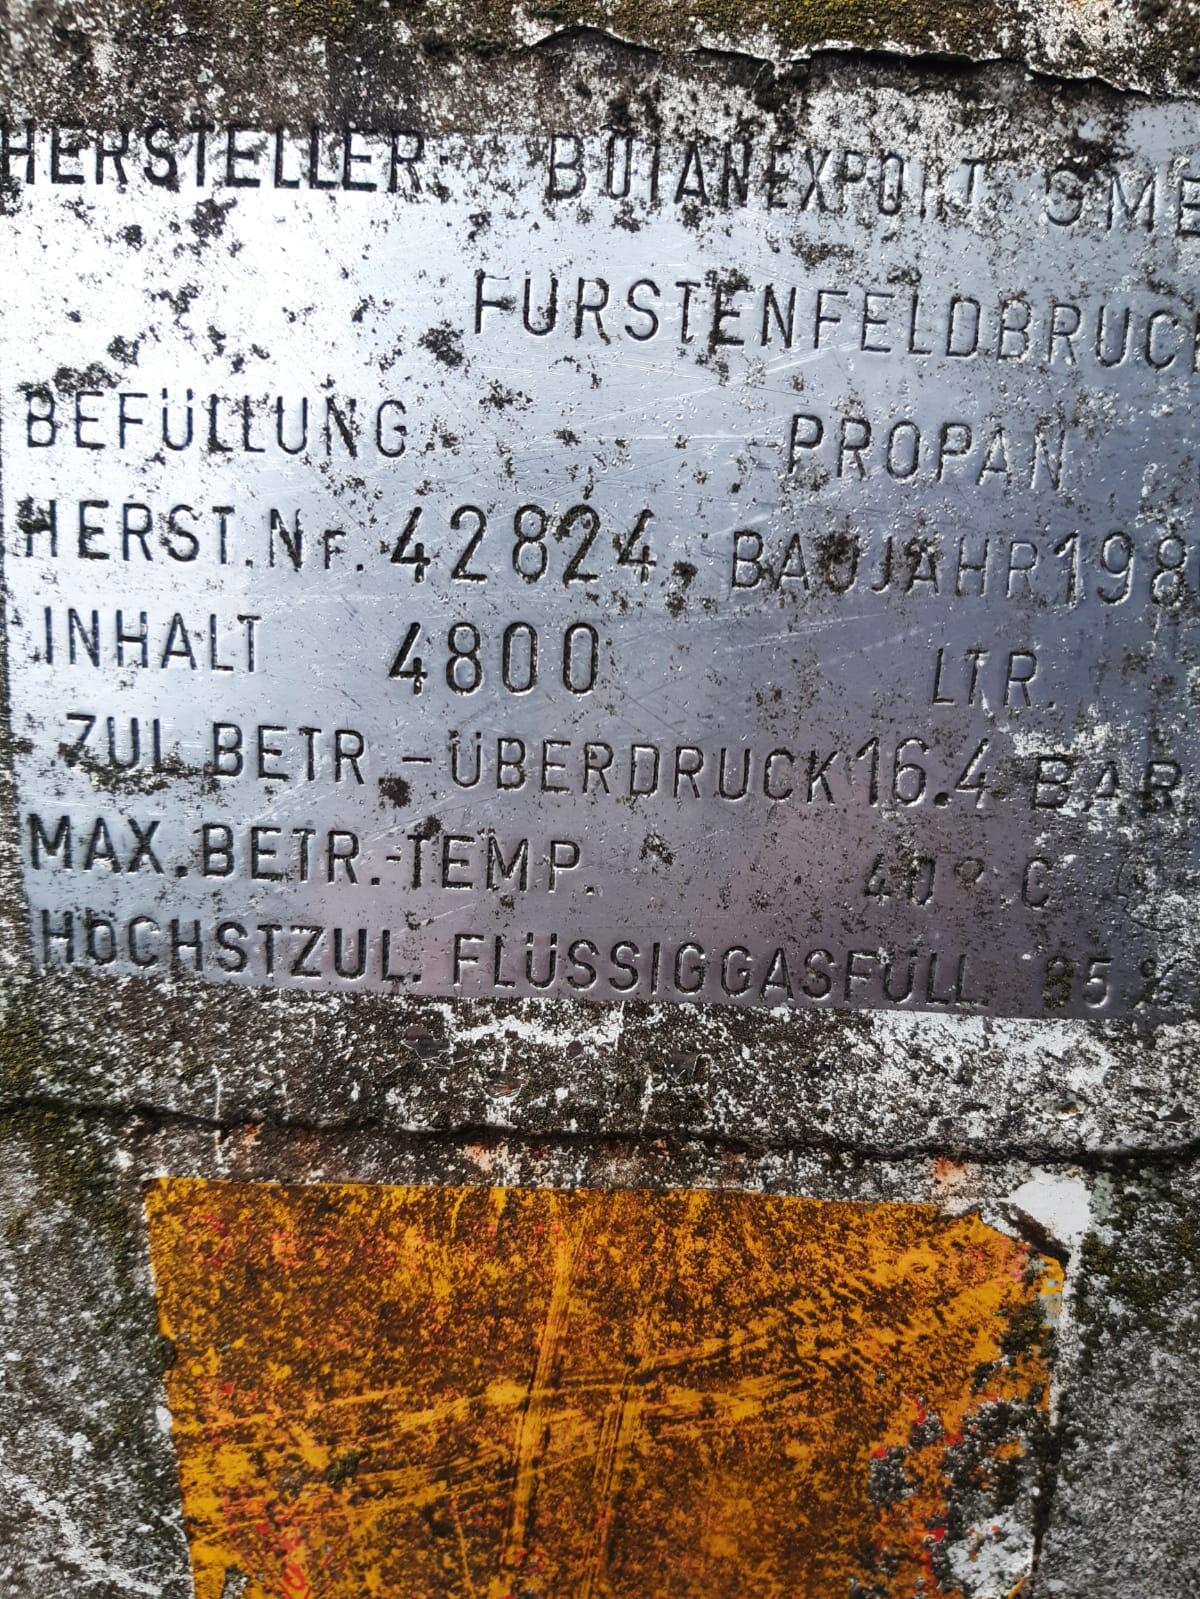 HERSTELLER: BUTANEXPORT GMB
FÜRSTENFELDBRUCK
BEFÜLLUNG PROPAN
HERST.Nr. 42824, BAUJAHR 198
INHALT 4800 LTR.
ZUL. BETR.-ÜBERDRUCK 16.4 BAR
MAX.BETR.-TEMP. 40° C
HÖCHSTZUL. FLÜSSIGGASFÜLL. 85 %